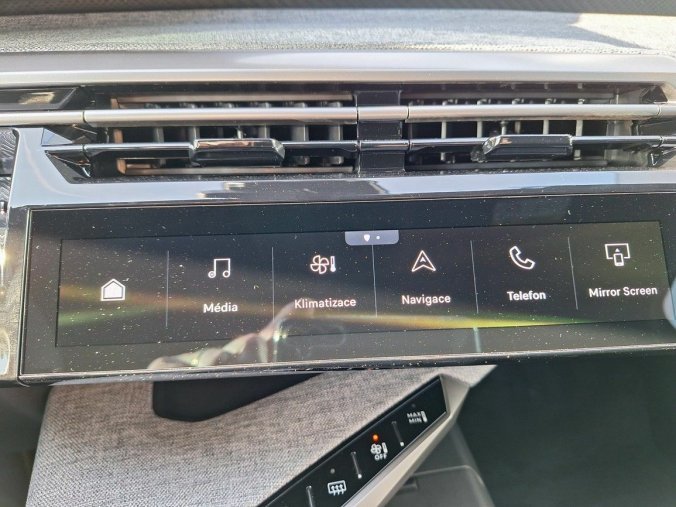 Média
Klimatizace
Navigace
Telefon
Mirror Screen
MAX
MIN
OFF